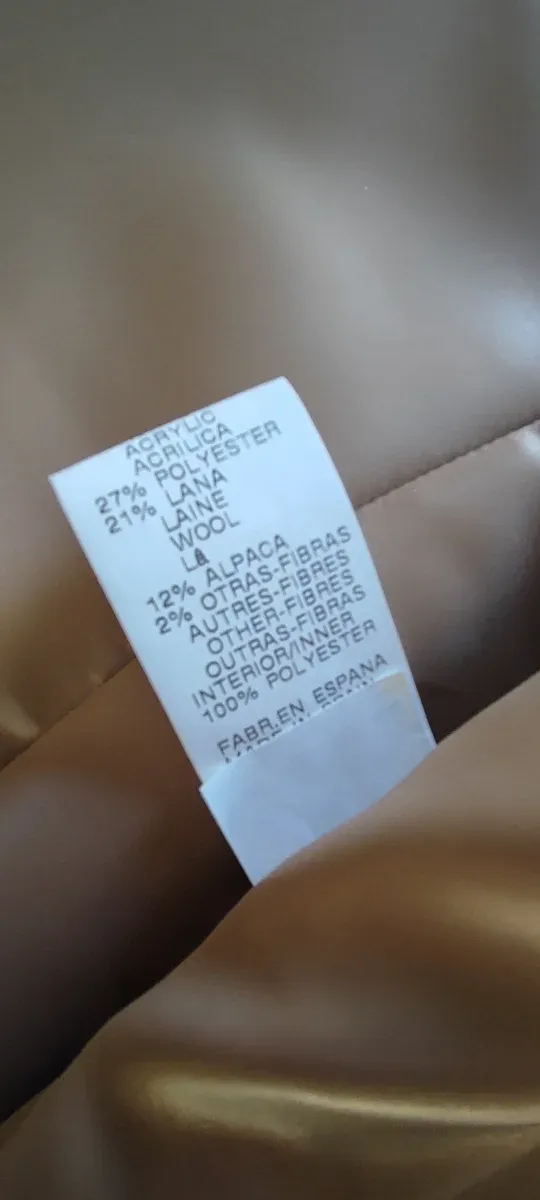 ACRYLIC
ACRILICA
27% POLYESTER
21% LANA
LAINE
WOOL
LÃ
12% ALPACA
2% OTRAS-FIBRAS
AUTRES-FIBRES
OTHER-FIBRES
OUTRAS-FIBRAS
INTERIOR/INNER
100% POLYESTER
FABR.EN ESPANA